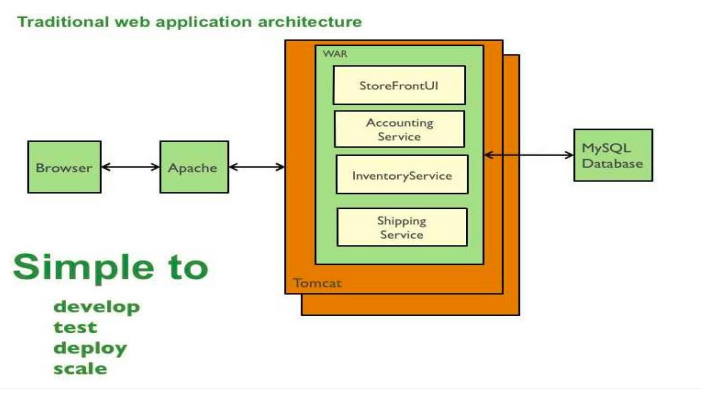 Traditional web application architecture
WAR
StoreFrontUI
Accounting
Service
InventoryService
Shipping
Service
Tomcat
Browser
Apache
MySQL
Database
Simple to
develop
test
deploy
scale